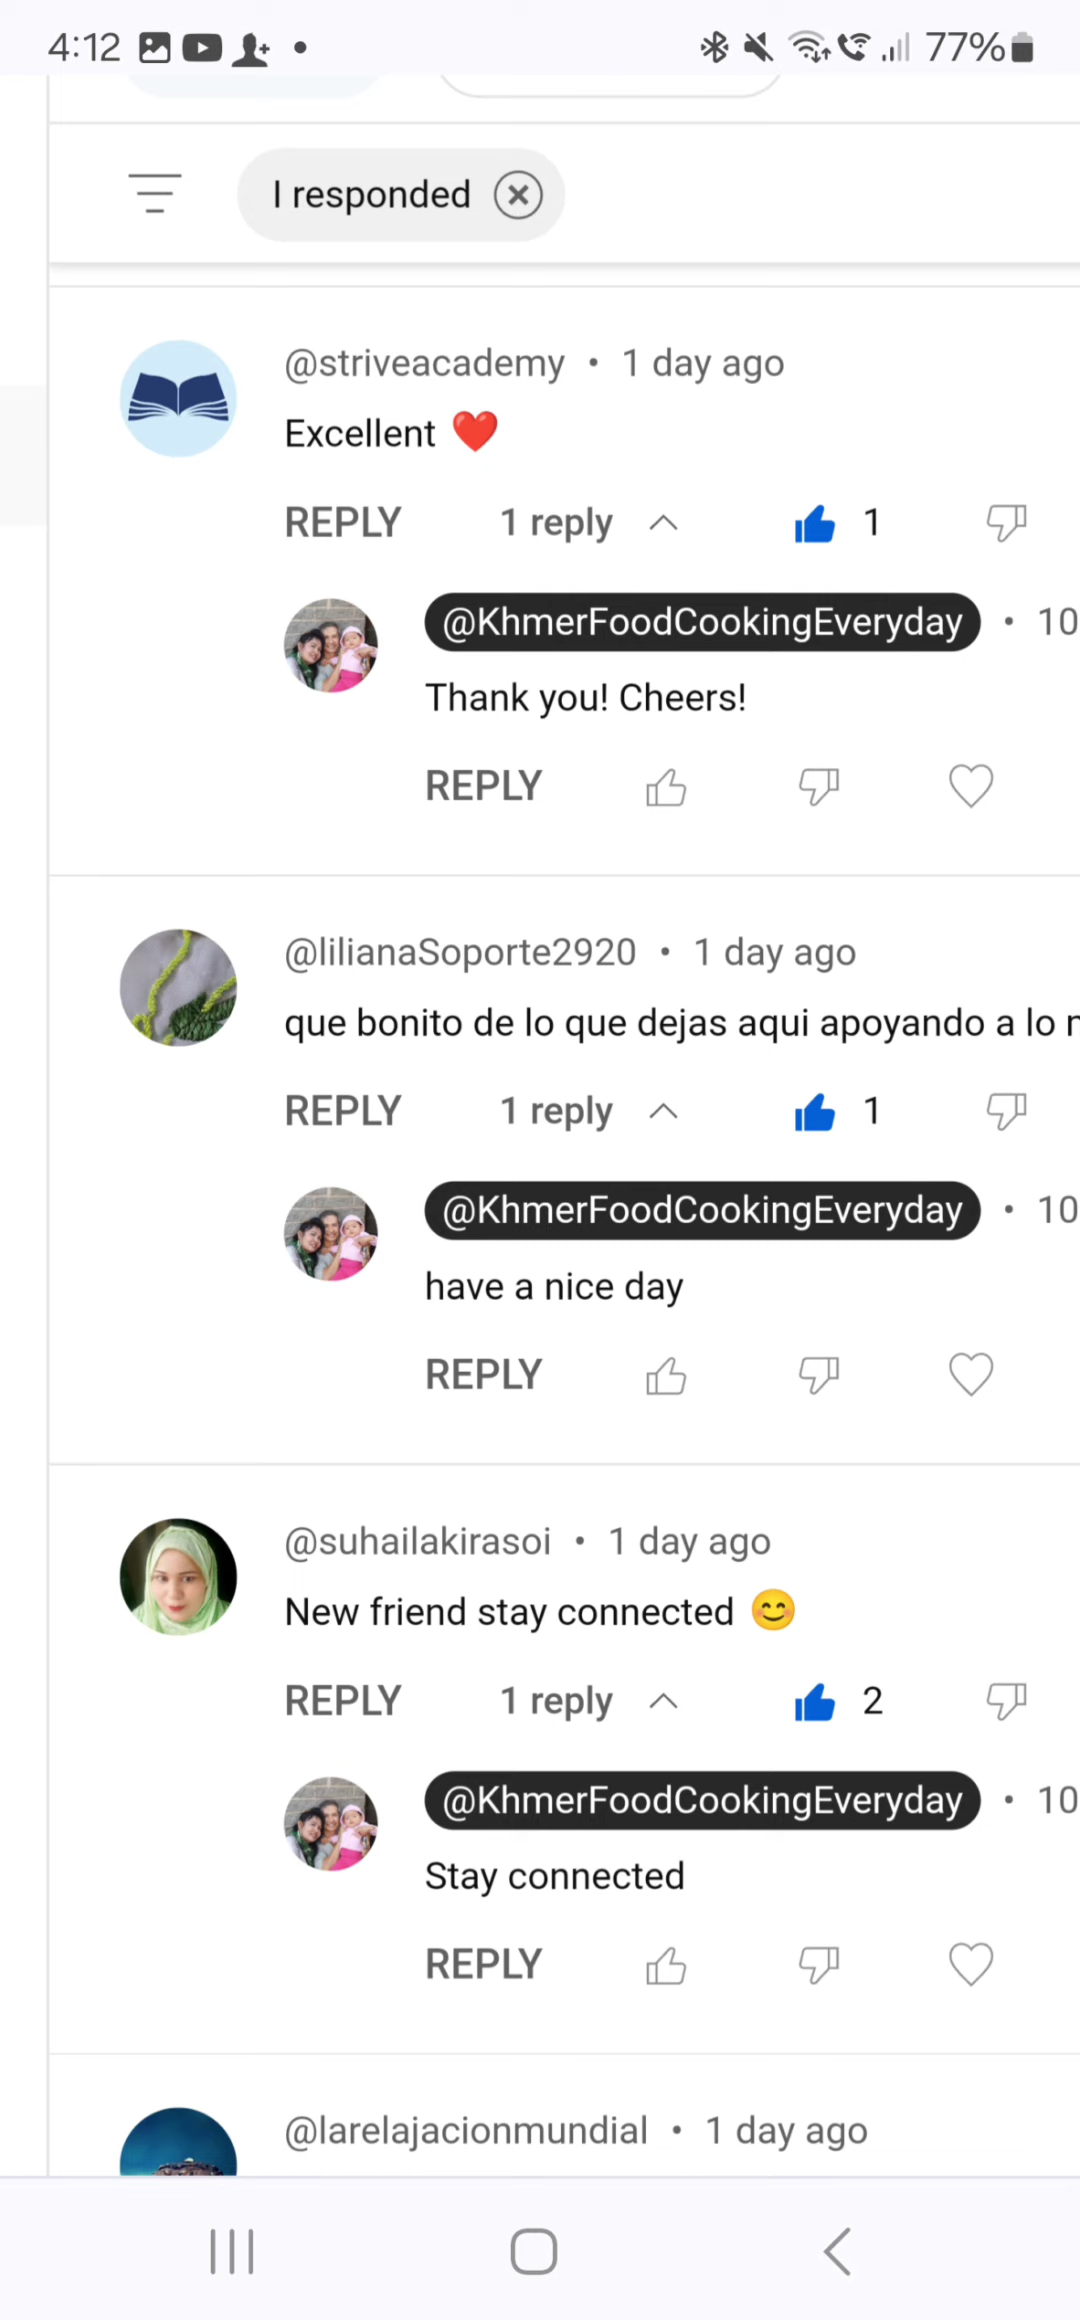 4:12 77%
I responded
@striveacademy • 1 day ago
Excellent ❤️
REPLY 1 reply 1
@KhmerFoodCookingEveryday • 10
Thank you! Cheers!
REPLY
@lilianaSoporte2920 • 1 day ago
que bonito de lo que dejas aqui apoyando a lo
REPLY 1 reply 1
@KhmerFoodCookingEveryday • 10
have a nice day
REPLY
@suhailakirasoi • 1 day ago
New friend stay connected 😊
REPLY 1 reply 2
@KhmerFoodCookingEveryday • 10
Stay connected
REPLY
@larelajacionmundial • 1 day ago